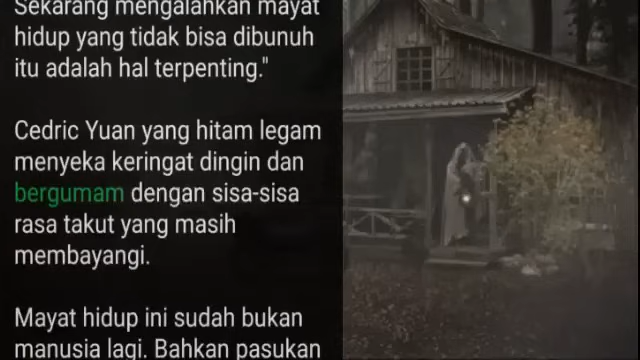 Sekarang mengalahkan mayat
hidup yang tidak bisa dibunuh
itu adalah hal terpenting."
Cedric Yuan yang hitam legam
menyeka keringat dingin dan
bergumam dengan sisa-sisa
rasa takut yang masih
membayangi.
Mayat hidup ini sudah bukan
manusia lagi. Bahkan pasukan